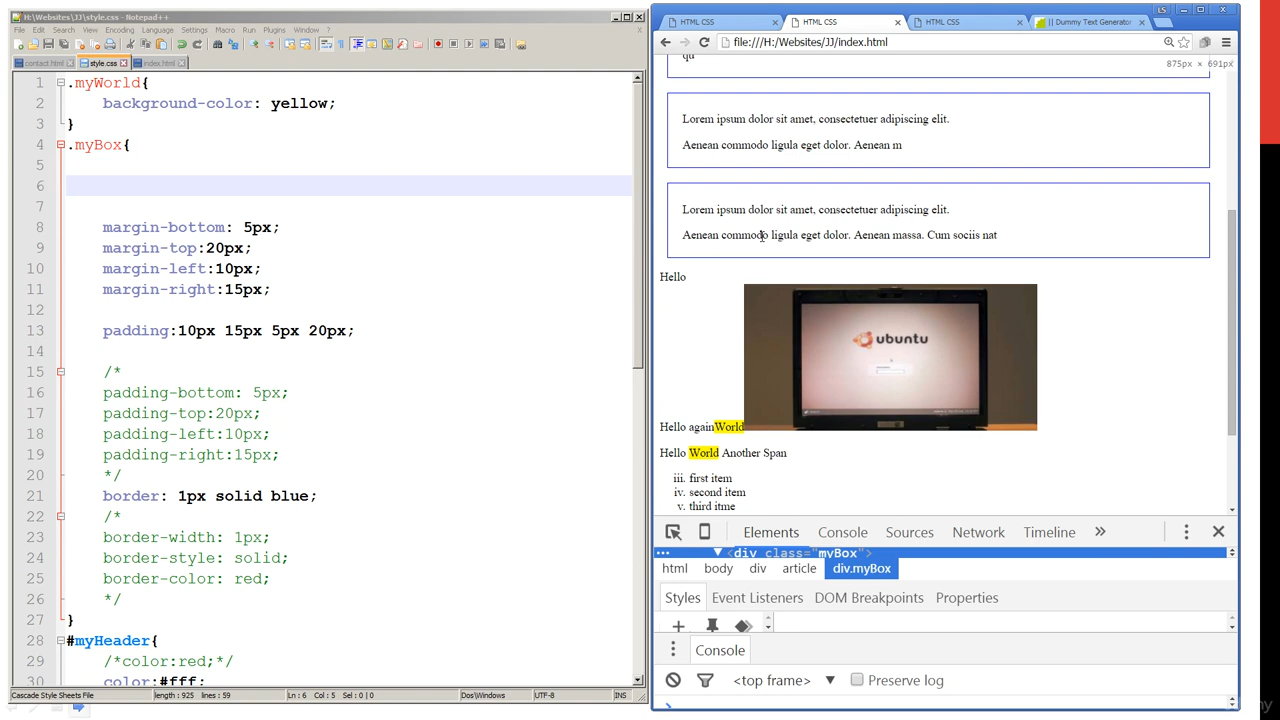 H:\Websites\JJ\style.css - Notepad++
File Edit Search View Encoding Language Settings Macro Run Plugins Window ?
contact.html style.css index.html
1 .myWorld{
2 background-color: yellow;
3 }
4 .myBox{
5
6
7
8 margin-bottom: 5px;
9 margin-top:20px;
10 margin-left:10px;
11 margin-right:15px;
12
13 padding:10px 15px 5px 20px;
14
15 /*
16 padding-bottom: 5px;
17 padding-top:20px;
18 padding-left:10px;
19 padding-right:15px;
20 */
21 border: 1px solid blue;
22 /*
23 border-width: 1px;
24 border-style: solid;
25 border-color: red;
26 */
27 }
28 #myHeader{
29 /*color:red;*/
30 color:#fff;
Cascade Style Sheets File length : 925 lines : 59 Ln : 6 Col : 5 Sel : 0 | 0 Dos\Windows UTF-8 INS
HTML CSS HTML CSS HTML CSS || Dummy Text Generator LS
file:///H:/Websites/JJ/index.html
875px × 691px
qu
Lorem ipsum dolor sit amet, consectetuer adipiscing elit.
Aenean commodo ligula eget dolor. Aenean m
Lorem ipsum dolor sit amet, consectetuer adipiscing elit.
Aenean commodo ligula eget dolor. Aenean massa. Cum sociis nat
Hello
ubuntu
Hello againWorld
Hello World Another Span
iii. first item
iv. second item
v. third itme
Elements Console Sources Network Timeline
<div class="myBox">
html body div article div.myBox
Styles Event Listeners DOM Breakpoints Properties
Console
<top frame> Preserve log